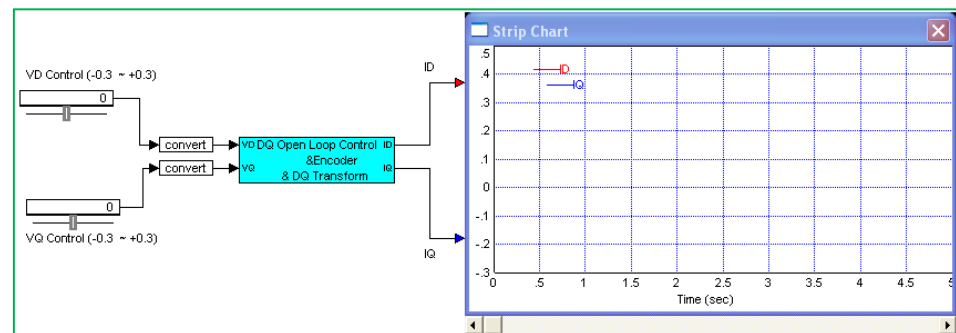 VD Control (-0.3 ~ +0.3)
0
convert
convert
VD DQ Open Loop Control ID
&Encoder
VQ IQ
& DQ Transform
0
VQ Control (-0.3 ~ +0.3)
ID
IQ
Strip Chart
.5
.4
.3
.2
.1
0
-.1
-.2
-.3
ID
IQ
0 .5 1 1.5 2 2.5 3 3.5 4 4.5 5
Time (sec)